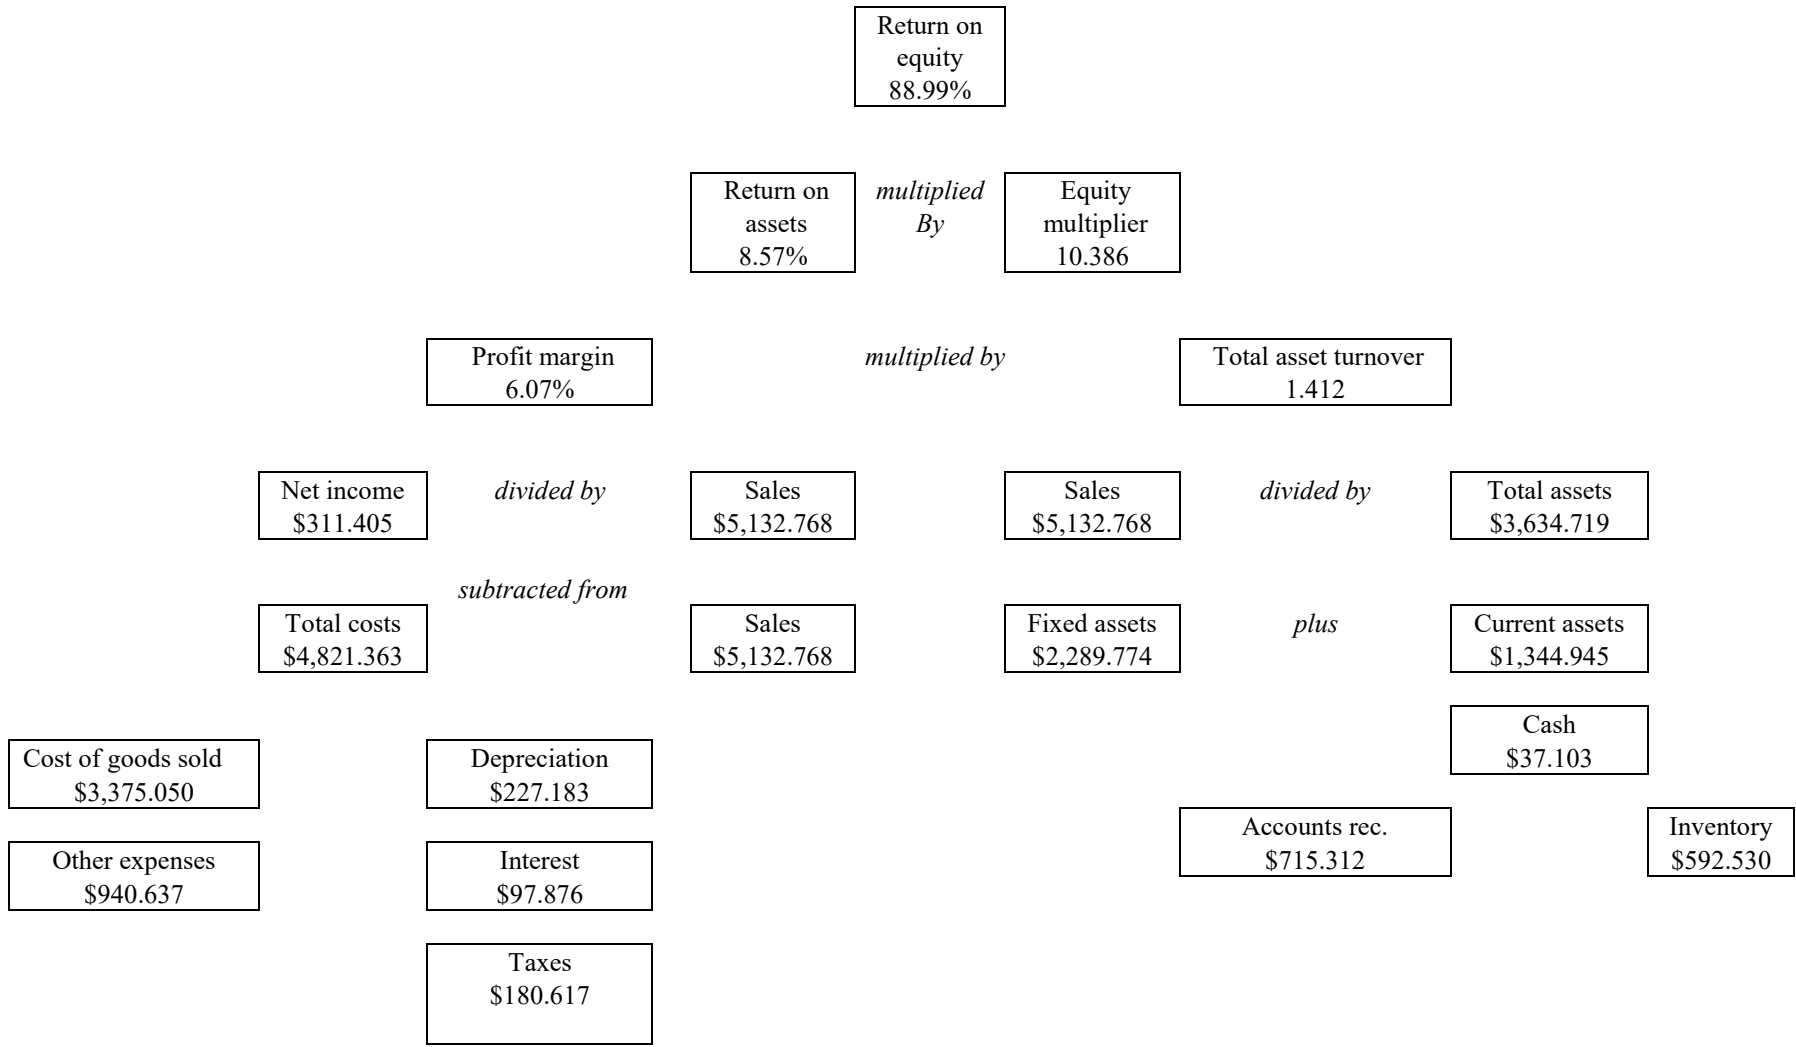 Return on
equity
88.99%
Return on
assets
8.57%
multiplied
By
Equity
multiplier
10.386
Profit margin
6.07%
multiplied by
Total asset turnover
1.412
Net income
$311.405
divided by
Sales
$5,132.768
Sales
$5,132.768
divided by
Total assets
$3,634.719
subtracted from
Total costs
$4,821.363
Sales
$5,132.768
Fixed assets
$2,289.774
plus
Current assets
$1,344.945
Cash
$37.103
Cost of goods sold
$3,375.050
Depreciation
$227.183
Accounts rec.
$715.312
Inventory
$592.530
Other expenses
$940.637
Interest
$97.876
Taxes
$180.617